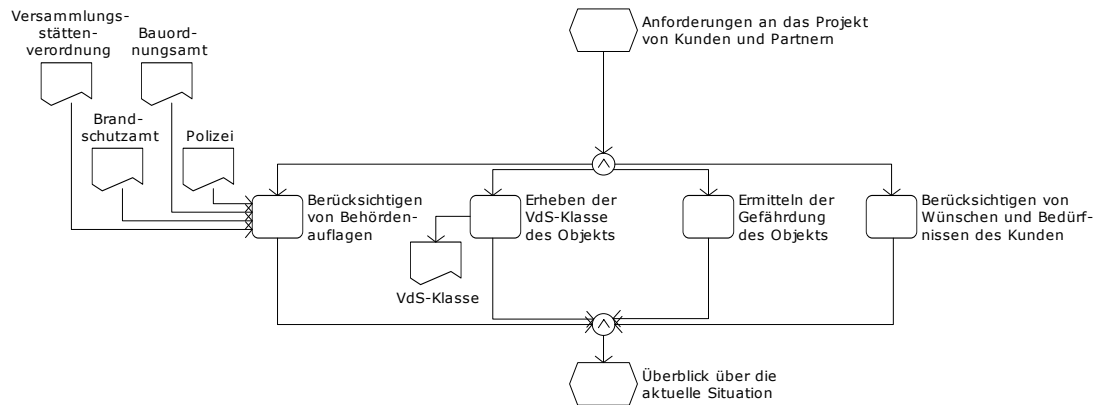 Versammlungs-
stätten-
verordnung
Bauord-
nungsamt
Anforderungen an das Projekt
von Kunden und Partnern
Brand-
schutzamt
Polizei
Berücksichtigen
von Behörden-
auflagen
Erheben der
VdS-Klasse
des Objekts
Ermitteln der
Gefährdung
des Objekts
Berücksichtigen von
Wünschen und Bedürf-
nissen des Kunden
VdS-Klasse
Überblick über die
aktuelle Situation